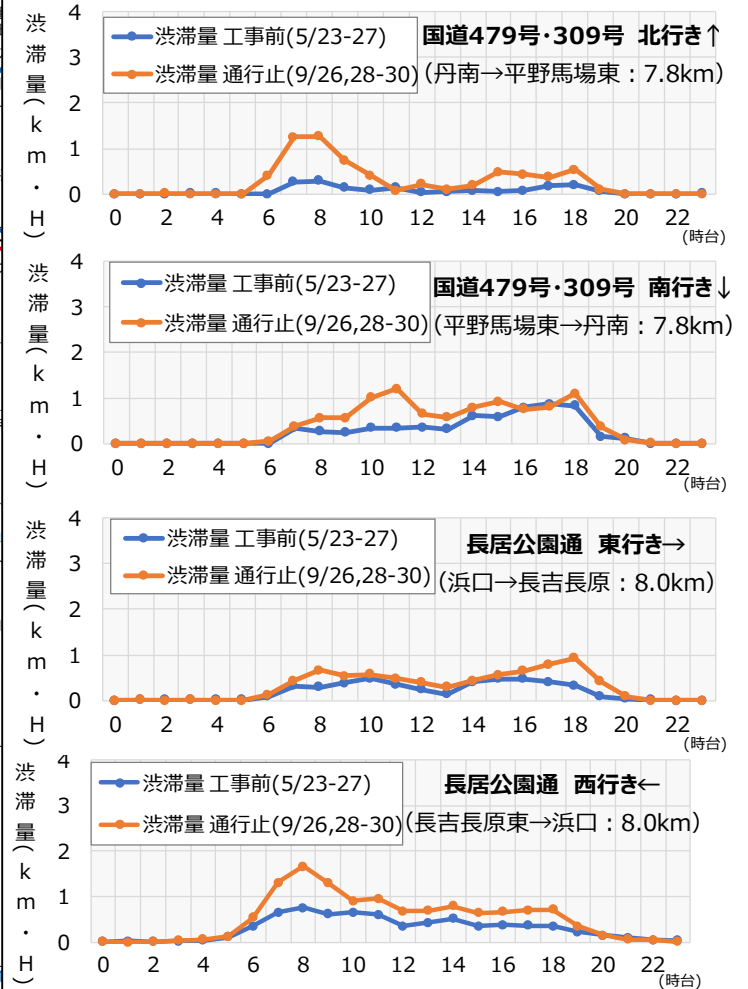 渋滞量(km・H)
渋滞量 工事前(5/23-27)
渋滞量 通行止(9/26,28-30)
国道479号・309号 北行き↑
(丹南→平野馬場東：7.8km)
4
3
2
1
0
0 2 4 6 8 10 12 14 16 18 20 22
(時台)
渋滞量(km・H)
渋滞量 工事前(5/23-27)
渋滞量 通行止(9/26,28-30)
国道479号・309号 南行き↓
(平野馬場東→丹南：7.8km)
4
3
2
1
0
0 2 4 6 8 10 12 14 16 18 20 22
(時台)
渋滞量(km・H)
渋滞量 工事前(5/23-27)
渋滞量 通行止(9/26,28-30)
長居公園通 東行き→
(浜口→長吉長原：8.0km)
4
3
2
1
0
0 2 4 6 8 10 12 14 16 18 20 22
(時台)
渋滞量(km・H)
渋滞量 工事前(5/23-27)
渋滞量 通行止(9/26,28-30)
長居公園通 西行き←
(長吉長原東→浜口：8.0km)
4
3
2
1
0
0 2 4 6 8 10 12 14 16 18 20 22
(時台)